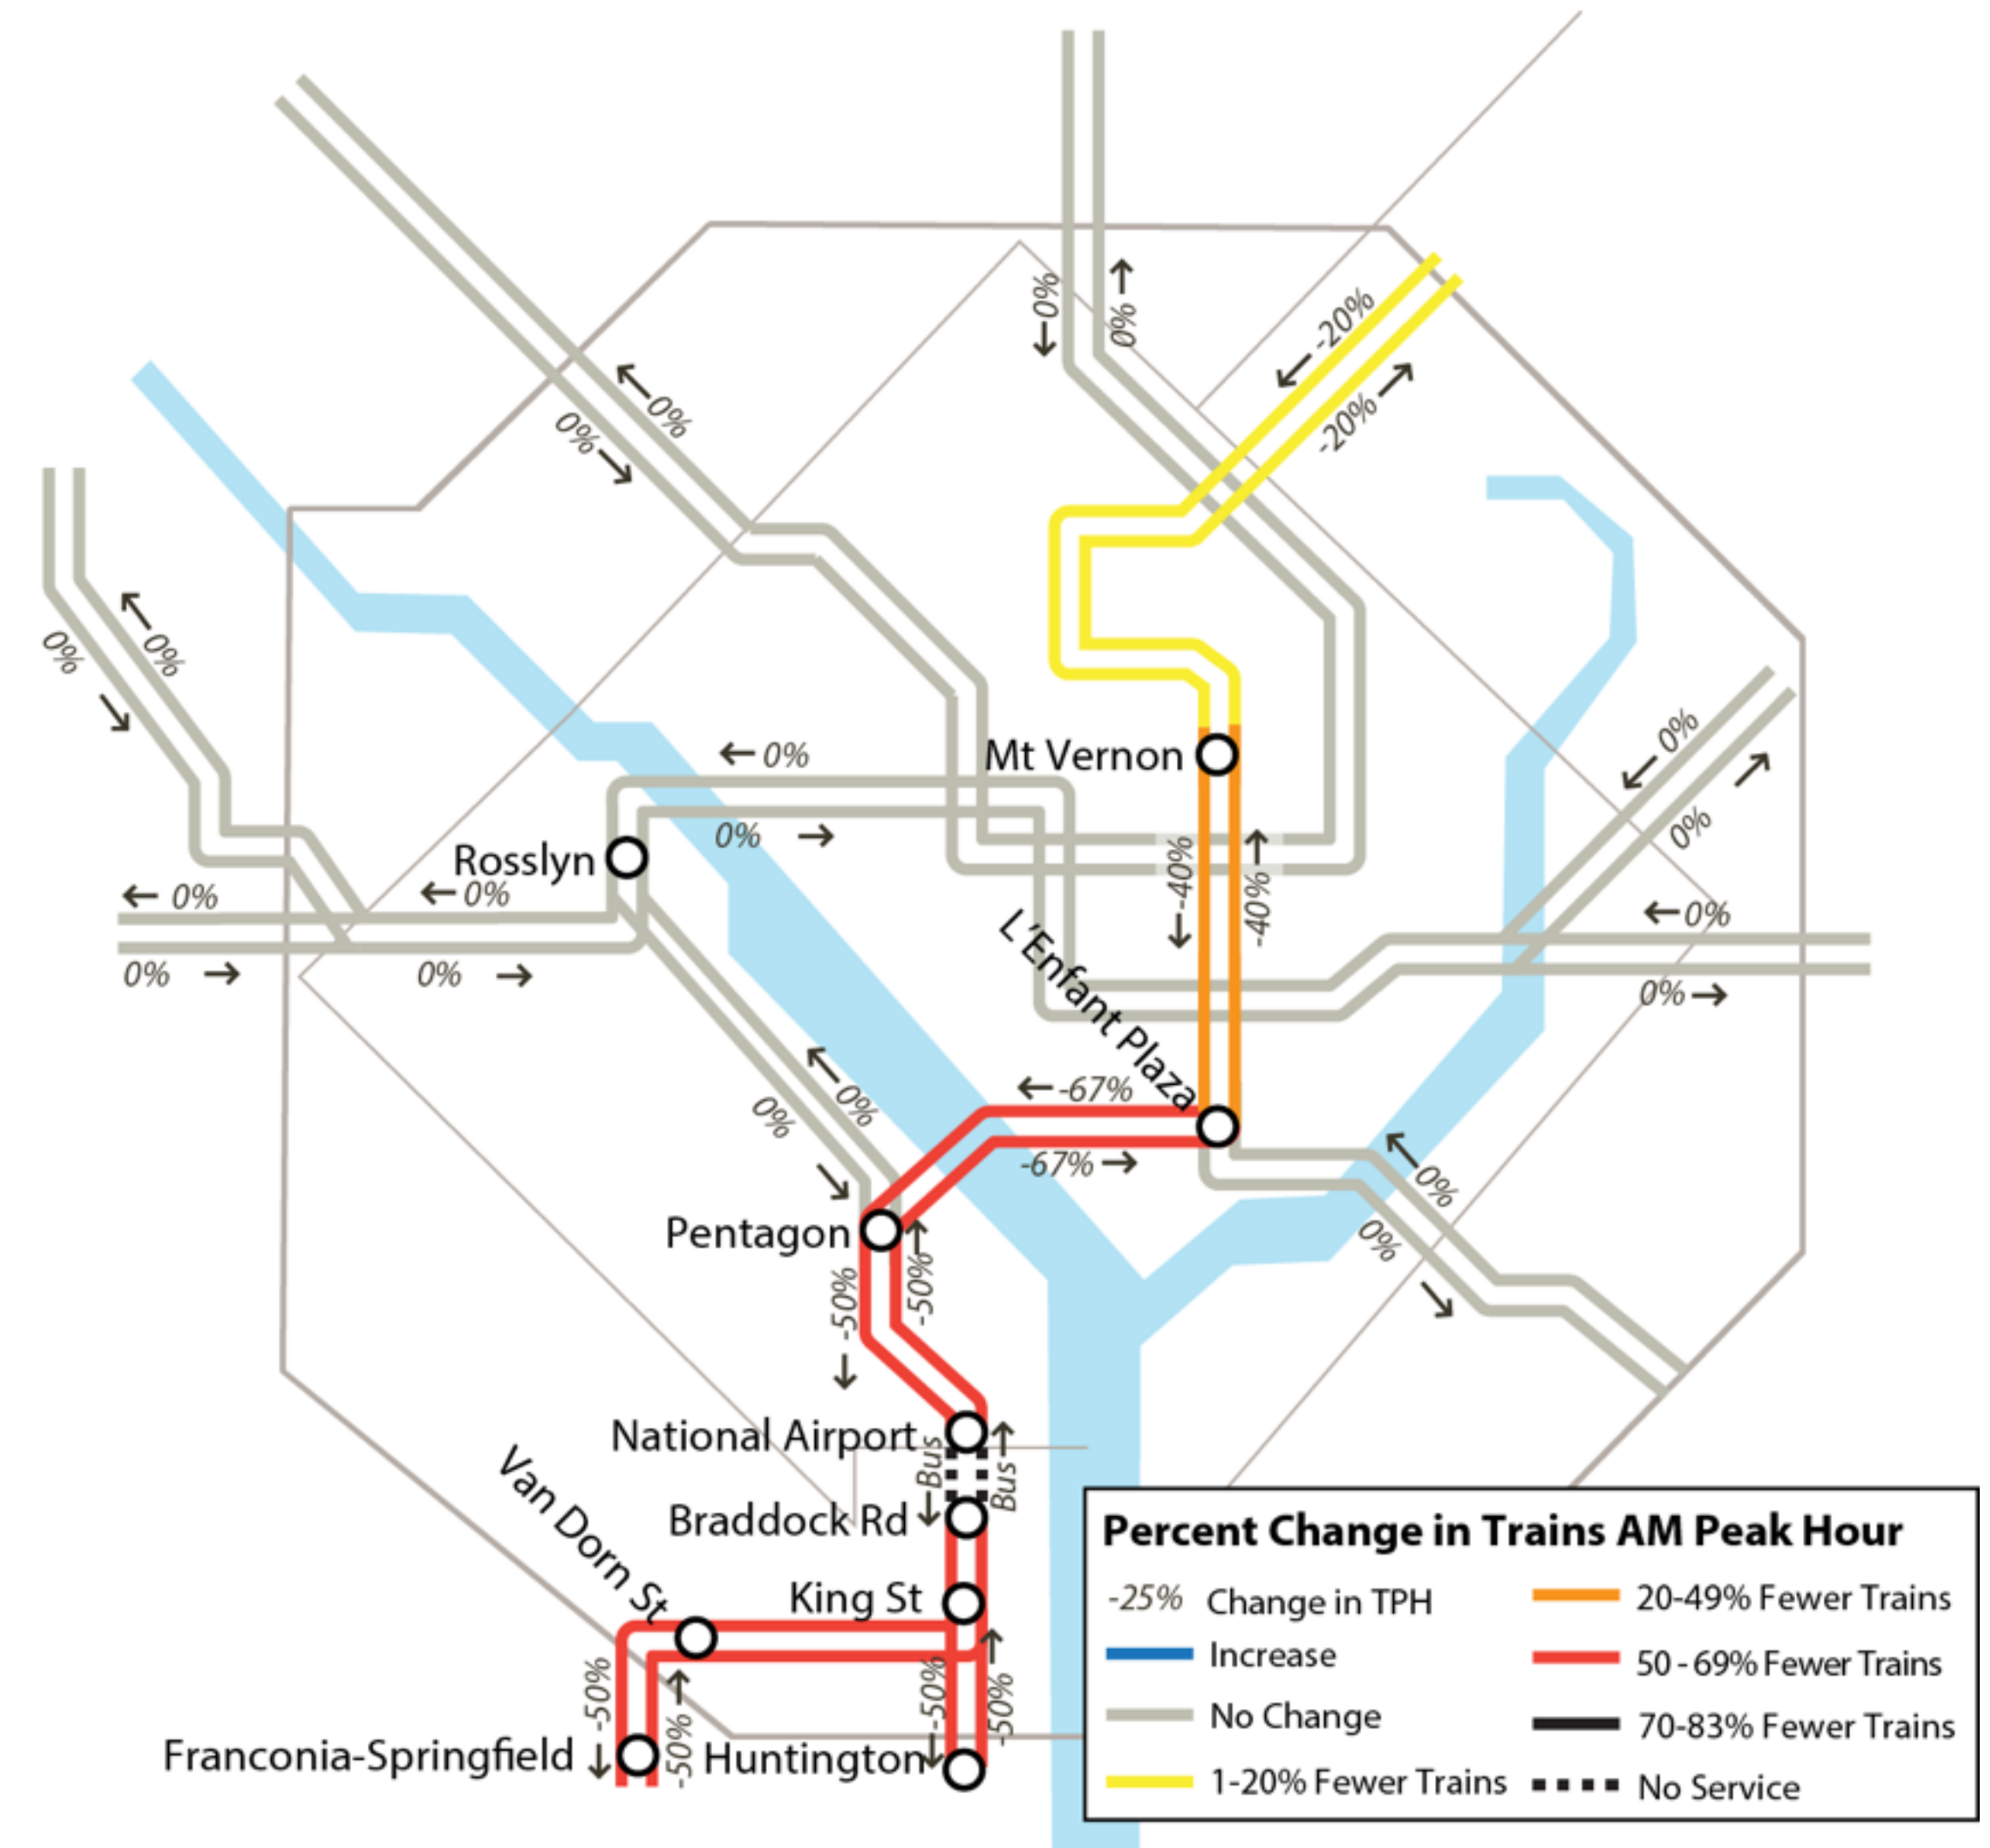 ←0%
↑
0%
←-20%
-20%→
←0%
0%→
←0%
0%
→
←0%
0%
→
Mt Vernon
← 0%
0% →
Rosslyn
← 0%
← 0%
0% →
0% →
←-40%
-40%→
←0%
0% →
L'Enfant Plaza
←-67%
-67%→
←0%
0%
→
←0%
0%
→
Pentagon
-50%
←
-50%→
National Airport
←Bus
Bus →
Braddock Rd
Van Dorn St
King St
-50%
←
-50% →
←-50%
-50% →
Franconia-Springfield
Huntington
Percent Change in Trains AM Peak Hour
-25% Change in TPH
Increase
No Change
1-20% Fewer Trains
20-49% Fewer Trains
50 - 69% Fewer Trains
70-83% Fewer Trains
No Service